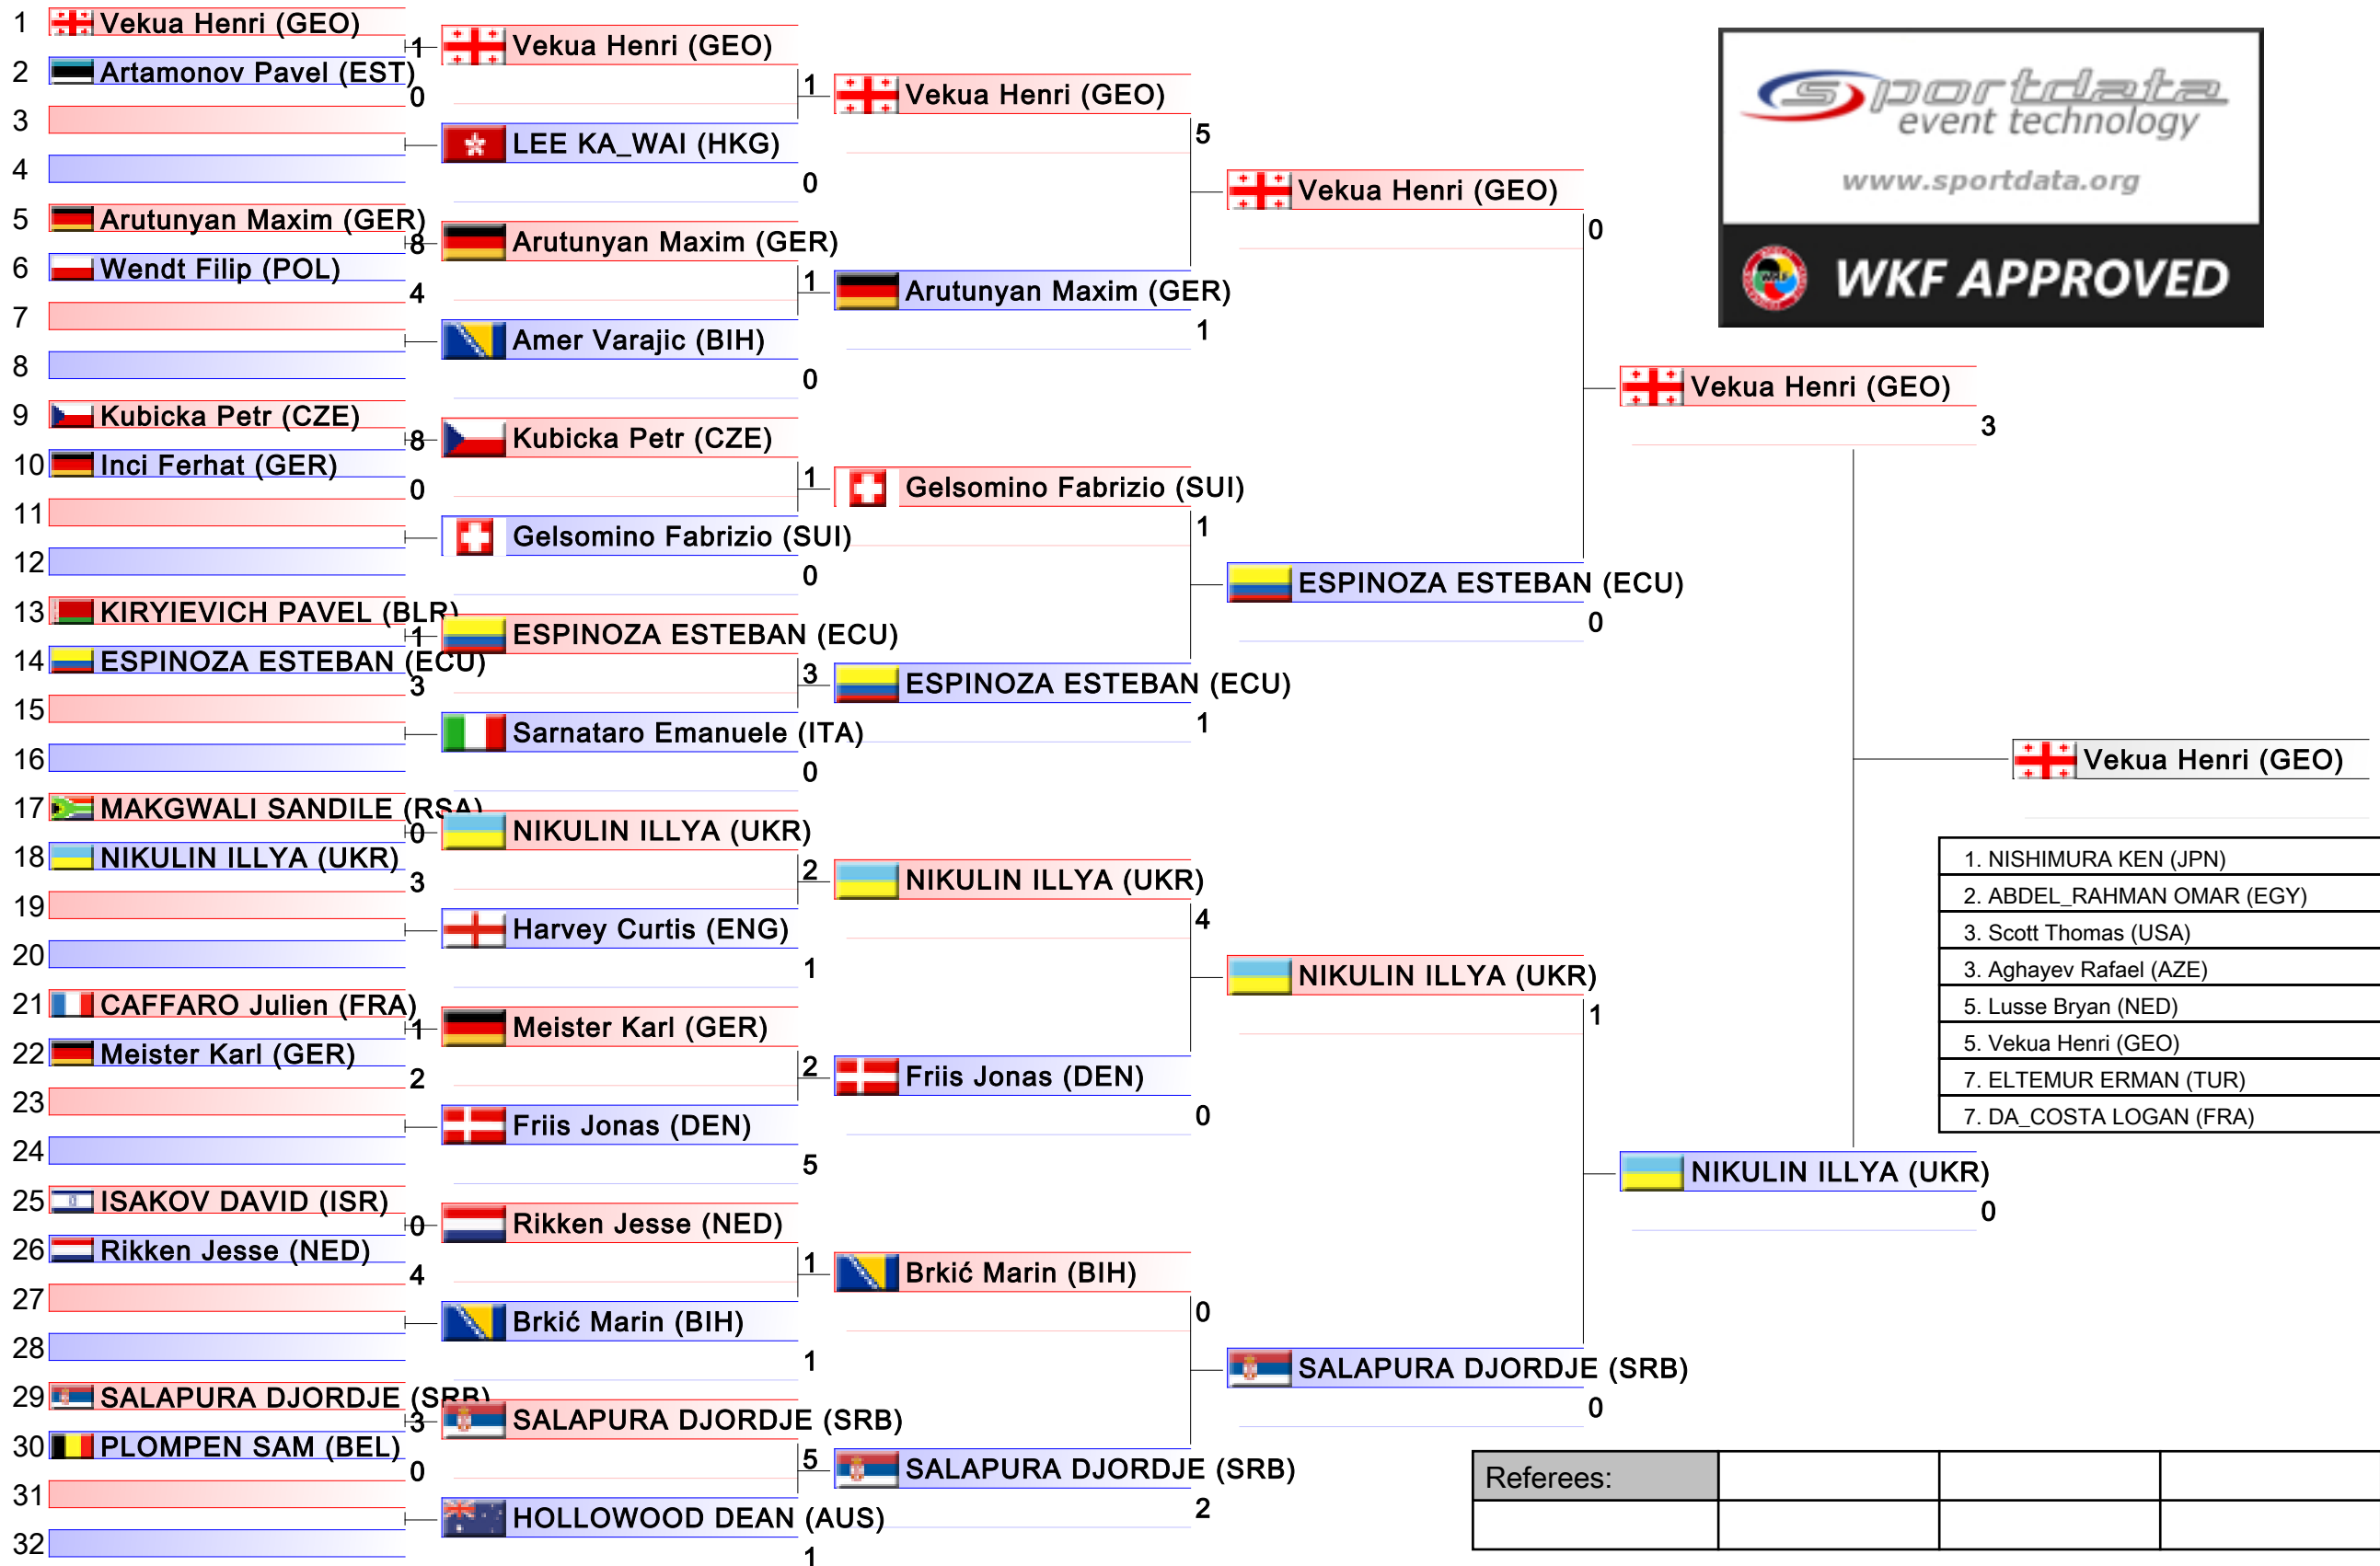 1 Vekua Henri (GEO)
1
2 Artamonov Pavel (EST)
0
3
4
5 Arutunyan Maxim (GER)
8
6 Wendt Filip (POL)
4
7
8
9 Kubicka Petr (CZE)
8
10 Inci Ferhat (GER)
0
11
12
13 KIRYIEVICH PAVEL (BLR)
1
14 ESPINOZA ESTEBAN (ECU)
3
15
16
17 MAKGWALI SANDILE (RSA)
0
18 NIKULIN ILLYA (UKR)
3
19
20
21 CAFFARO Julien (FRA)
1
22 Meister Karl (GER)
2
23
24
25 ISAKOV DAVID (ISR)
0
26 Rikken Jesse (NED)
4
27
28
29 SALAPURA DJORDJE (SRB)
3
30 PLOMPEN SAM (BEL)
0
31
32
Vekua Henri (GEO)
1
LEE KA_WAI (HKG)
0
Arutunyan Maxim (GER)
1
Amer Varajic (BIH)
0
Kubicka Petr (CZE)
1
Gelsomino Fabrizio (SUI)
0
ESPINOZA ESTEBAN (ECU)
3
Sarnataro Emanuele (ITA)
0
NIKULIN ILLYA (UKR)
2
Harvey Curtis (ENG)
1
Meister Karl (GER)
2
Friis Jonas (DEN)
5
Rikken Jesse (NED)
1
Brkić Marin (BIH)
1
SALAPURA DJORDJE (SRB)
5
HOLLOWOOD DEAN (AUS)
1
Vekua Henri (GEO)
5
Arutunyan Maxim (GER)
1
Gelsomino Fabrizio (SUI)
1
ESPINOZA ESTEBAN (ECU)
1
NIKULIN ILLYA (UKR)
4
Friis Jonas (DEN)
0
Brkić Marin (BIH)
0
SALAPURA DJORDJE (SRB)
2
Vekua Henri (GEO)
0
ESPINOZA ESTEBAN (ECU)
0
NIKULIN ILLYA (UKR)
1
SALAPURA DJORDJE (SRB)
0
Vekua Henri (GEO)
3
NIKULIN ILLYA (UKR)
0
Vekua Henri (GEO)
sportdata
event technology
www.sportdata.org
WKF
WKF APPROVED
1. NISHIMURA KEN (JPN)
2. ABDEL_RAHMAN OMAR (EGY)
3. Scott Thomas (USA)
3. Aghayev Rafael (AZE)
5. Lusse Bryan (NED)
5. Vekua Henri (GEO)
7. ELTEMUR ERMAN (TUR)
7. DA_COSTA LOGAN (FRA)
Referees: